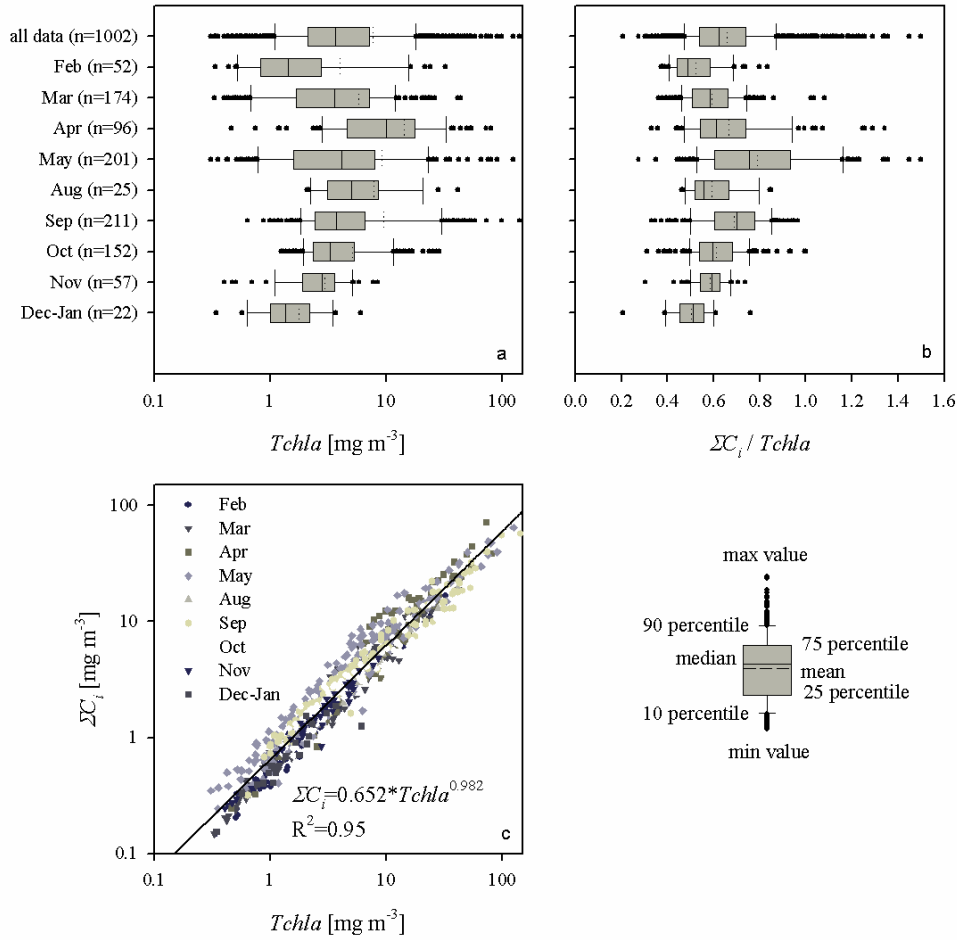 all data (n=1002)
Feb (n=52)
Mar (n=174)
Apr (n=96)
May (n=201)
Aug (n=25)
Sep (n=211)
Oct (n=152)
Nov (n=57)
Dec-Jan (n=22)
a
0.1 1 10 100
Tchla [mg m⁻³]
b
0.0 0.2 0.4 0.6 0.8 1.0 1.2 1.4 1.6
ΣCᵢ / Tchla
100
10
1
0.1
ΣCᵢ [mg m⁻³]
Feb
Mar
Apr
May
Aug
Sep
Oct
Nov
Dec-Jan
ΣCᵢ=0.652*Tchla⁰·⁹⁸²
R²=0.95
c
0.1 1 10 100
Tchla [mg m⁻³]
max value
90 percentile
75 percentile
median
mean
25 percentile
10 percentile
min value